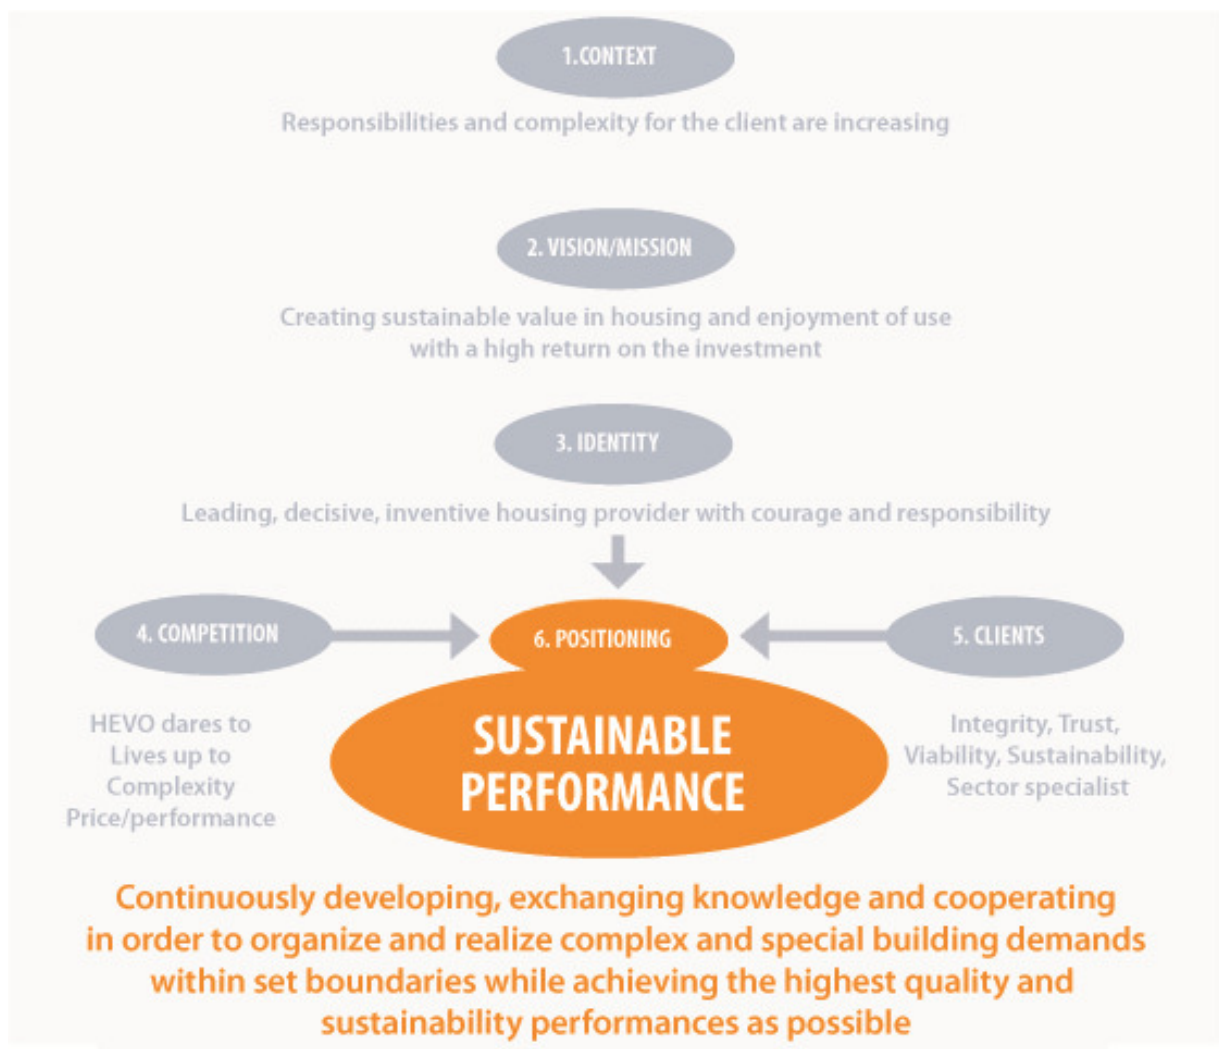 1.CONTEXT
Responsibilities and complexity for the client are increasing
2. VISION/MISSION
Creating sustainable value in housing and enjoyment of use
with a high return on the investment
3. IDENTITY
Leading, decisive, inventive housing provider with courage and responsibility
4. COMPETITION
HEVO dares to
Lives up to
Complexity
Price/performance
6. POSITIONING
SUSTAINABLE
PERFORMANCE
5. CLIENTS
Integrity, Trust,
Viability, Sustainability,
Sector specialist
Continuously developing, exchanging knowledge and cooperating
in order to organize and realize complex and special building demands
within set boundaries while achieving the highest quality and
sustainability performances as possible